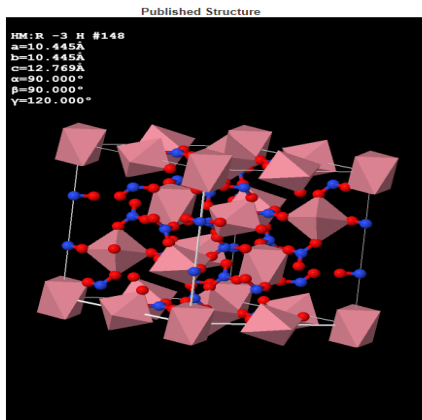 Published Structure
HM:R -3 H #148
a=10.445Å
b=10.445Å
c=12.769Å
α=90.000°
β=90.000°
γ=120.000°